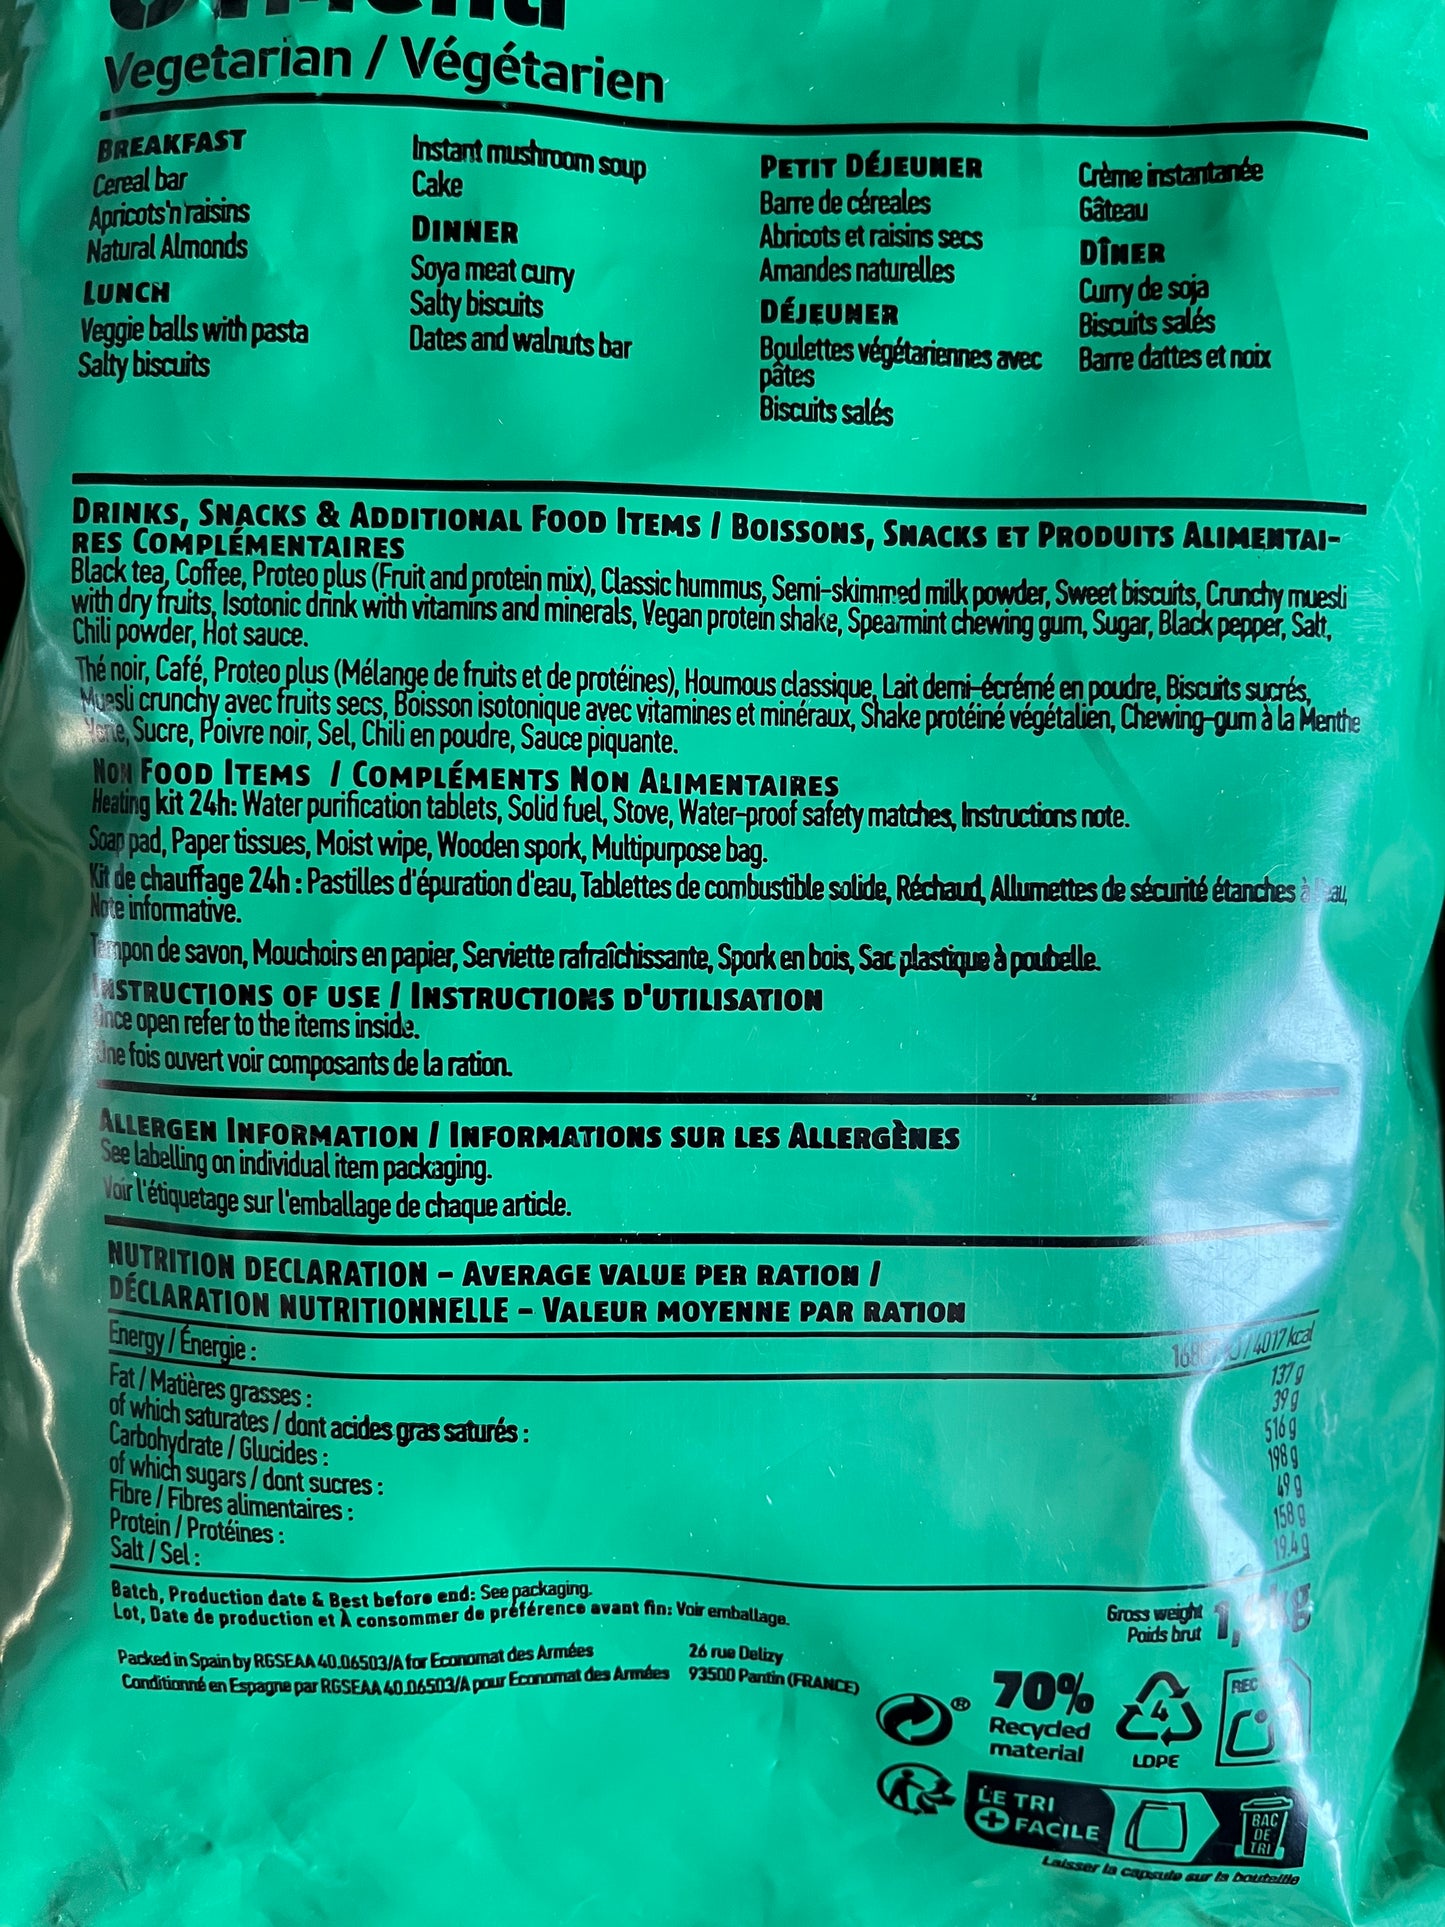 Vegetarian / Végétarien
BREAKFAST
Cereal bar
Apricots'n'raisins
Natural Almonds
LUNCH
Veggie balls with pasta
Salty biscuits
Instant mushroom soup
Cake
DINNER
Soya meat curry
Salty biscuits
Dates and walnuts bar
PETIT DÉJEUNER
Barre de céreales
Abricots et raisins secs
Amandes naturelles
DÉJEUNER
Boulettes végétariennes avec
pâtes
Biscuits salés
Crème instantanée
Gâteau
DÎNER
Curry de soja
Biscuits salés
Barre dattes et noix
DRINKS, SNACKS & ADDITIONAL FOOD ITEMS / BOISSONS, SNACKS ET PRODUITS ALIMENTAI-
RES COMPLÉMENTAIRES
Black tea, Coffee, Proteo plus (Fruit and protein mix), Classic hummus, Semi-skimmed milk powder, Sweet biscuits, Crunchy muesli
with dry fruits, Isotonic drink with vitamins and minerals, Vegan protein shake, Spearmint chewing gum, Sugar, Black pepper, Salt,
Chili powder, Hot sauce.
Thé noir, Café, Proteo plus (Mélange de fruits et de protéines), Houmous classique, Lait demi-écrémé en poudre, Biscuits sucrés,
Muesli crunchy avec fruits secs, Boisson isotonique avec vitamines et minéraux, Shake protéiné végétalien, Chewing-gum à la Menthe
Verte, Sucre, Poivre noir, Sel, Chili en poudre, Sauce piquante.
NON FOOD ITEMS / COMPLÉMENTS NON ALIMENTAIRES
Heating kit 24h: Water purification tablets, Solid fuel, Stove, Water-proof safety matches, Instructions note.
Soap pad, Paper tissues, Moist wipe, Wooden spork, Multipurpose bag.
Kit de chauffage 24h : Pastilles d'épuration d'eau, Tablettes de combustible solide, Réchaud, Allumettes de sécurité étanches à l'eau,
Note informative.
Tampon de savon, Mouchoirs en papier, Serviette rafraîchissante, Spork en bois, Sac plastique à poubelle.
INSTRUCTIONS OF USE / INSTRUCTIONS D'UTILISATION
Once open refer to the items inside.
Une fois ouvert voir composants de la ration.
ALLERGEN INFORMATION / INFORMATIONS SUR LES ALLERGÈNES
See labelling on individual item packaging.
Voir l'étiquetage sur l'emballage de chaque article.
NUTRITION DECLARATION - AVERAGE VALUE PER RATION /
DÉCLARATION NUTRITIONNELLE - VALEUR MOYENNE PAR RATION
Energy / Énergie : / 4017 kcal
Fat / Matières grasses : 137 g
of which saturates / dont acides gras saturés : 39 g
Carbohydrate / Glucides : 516 g
of which sugars / dont sucres : 198 g
Fibre / Fibres alimentaires : 49 g
Protein / Protéines : 158 g
Salt / Sel : 19.4 g
Batch, Production date & Best before end: See packaging.
Lot, Date de production et À consommer de préférence avant fin: Voir emballage.
Gross weight
Poids brut
Packed in Spain by RGSEAA 40.06503/A for Economat des Armées
Conditionné en Espagne par RGSEAA 40.06503/A pour Economat des Armées
26 rue Delizy
93500 Pantin (FRANCE)
®
70%
Recycled
material
4
LDPE
REC
LE TRI
+ FACILE
BAC
DE
TRI
Laisser la capsule sur la bouteille